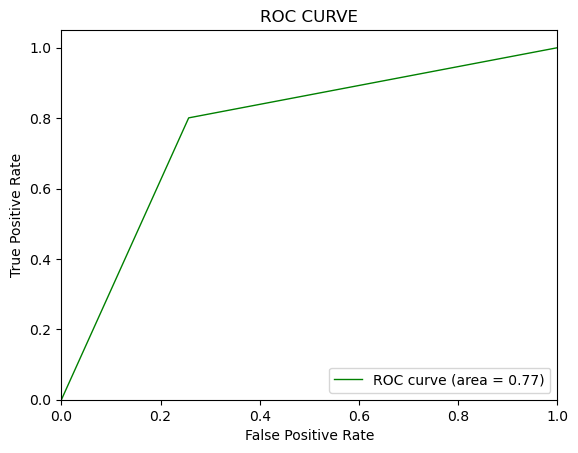 ROC CURVE
1.0
0.8
0.6
0.4
0.2
0.0
True Positive Rate
ROC curve (area = 0.77)
0.0 0.2 0.4 0.6 0.8 1.0
False Positive Rate